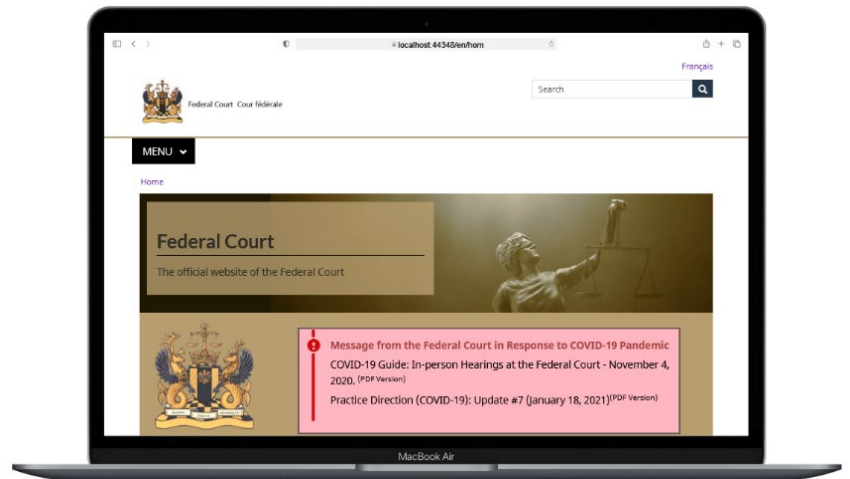 localhost:44348/en/hom
Français
Federal Court Cour fédérale
Search
MENU
Home
Federal Court
The official website of the Federal Court
Message from the Federal Court in Response to COVID-19 Pandemic
COVID-19 Guide: In-person Hearings at the Federal Court - November 4,
2020. (PDF Version)
Practice Direction (COVID-19): Update #7 (January 18, 2021)(PDF Version)
MacBook Air